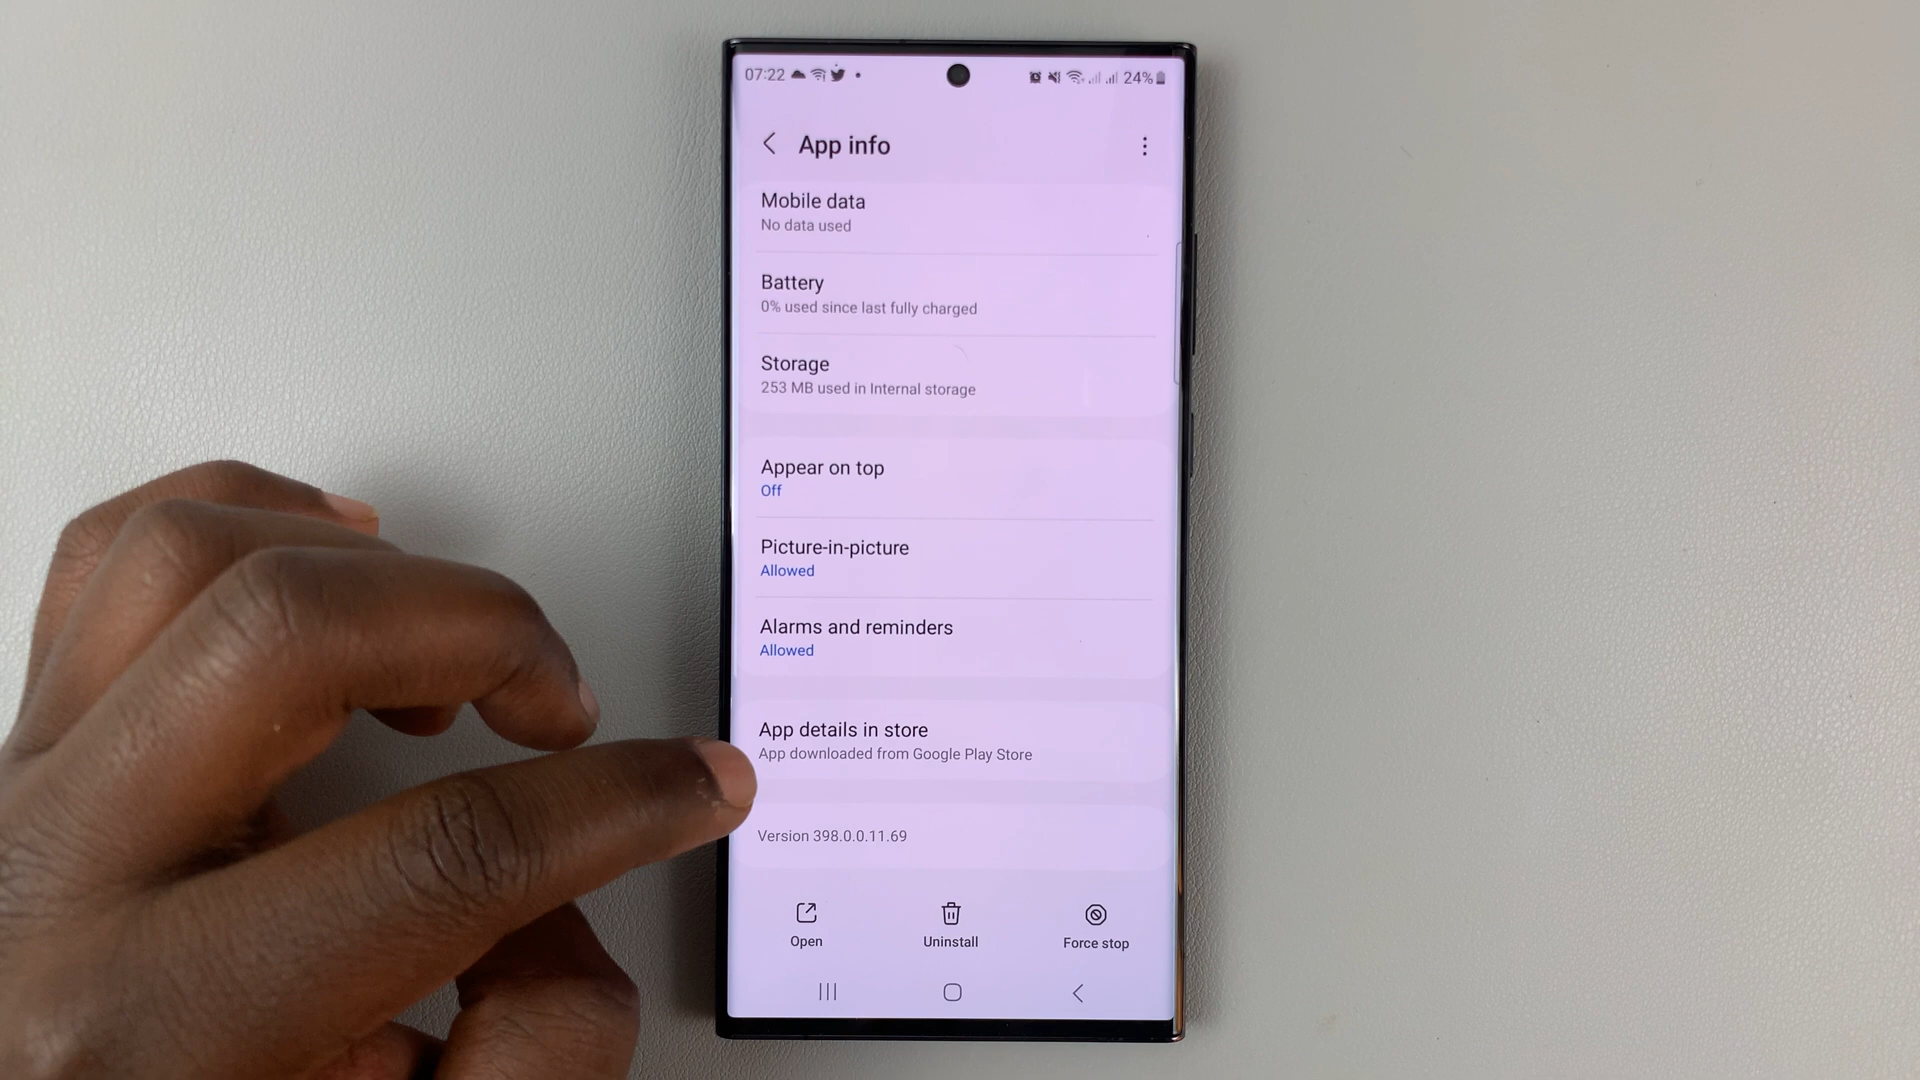 07:22 24%
App info
Mobile data
No data used
Battery
0% used since last fully charged
Storage
253 MB used in Internal storage
Appear on top
Off
Picture-in-picture
Allowed
Alarms and reminders
Allowed
App details in store
App downloaded from Google Play Store
Version 398.0.0.11.69
Open Uninstall Force stop